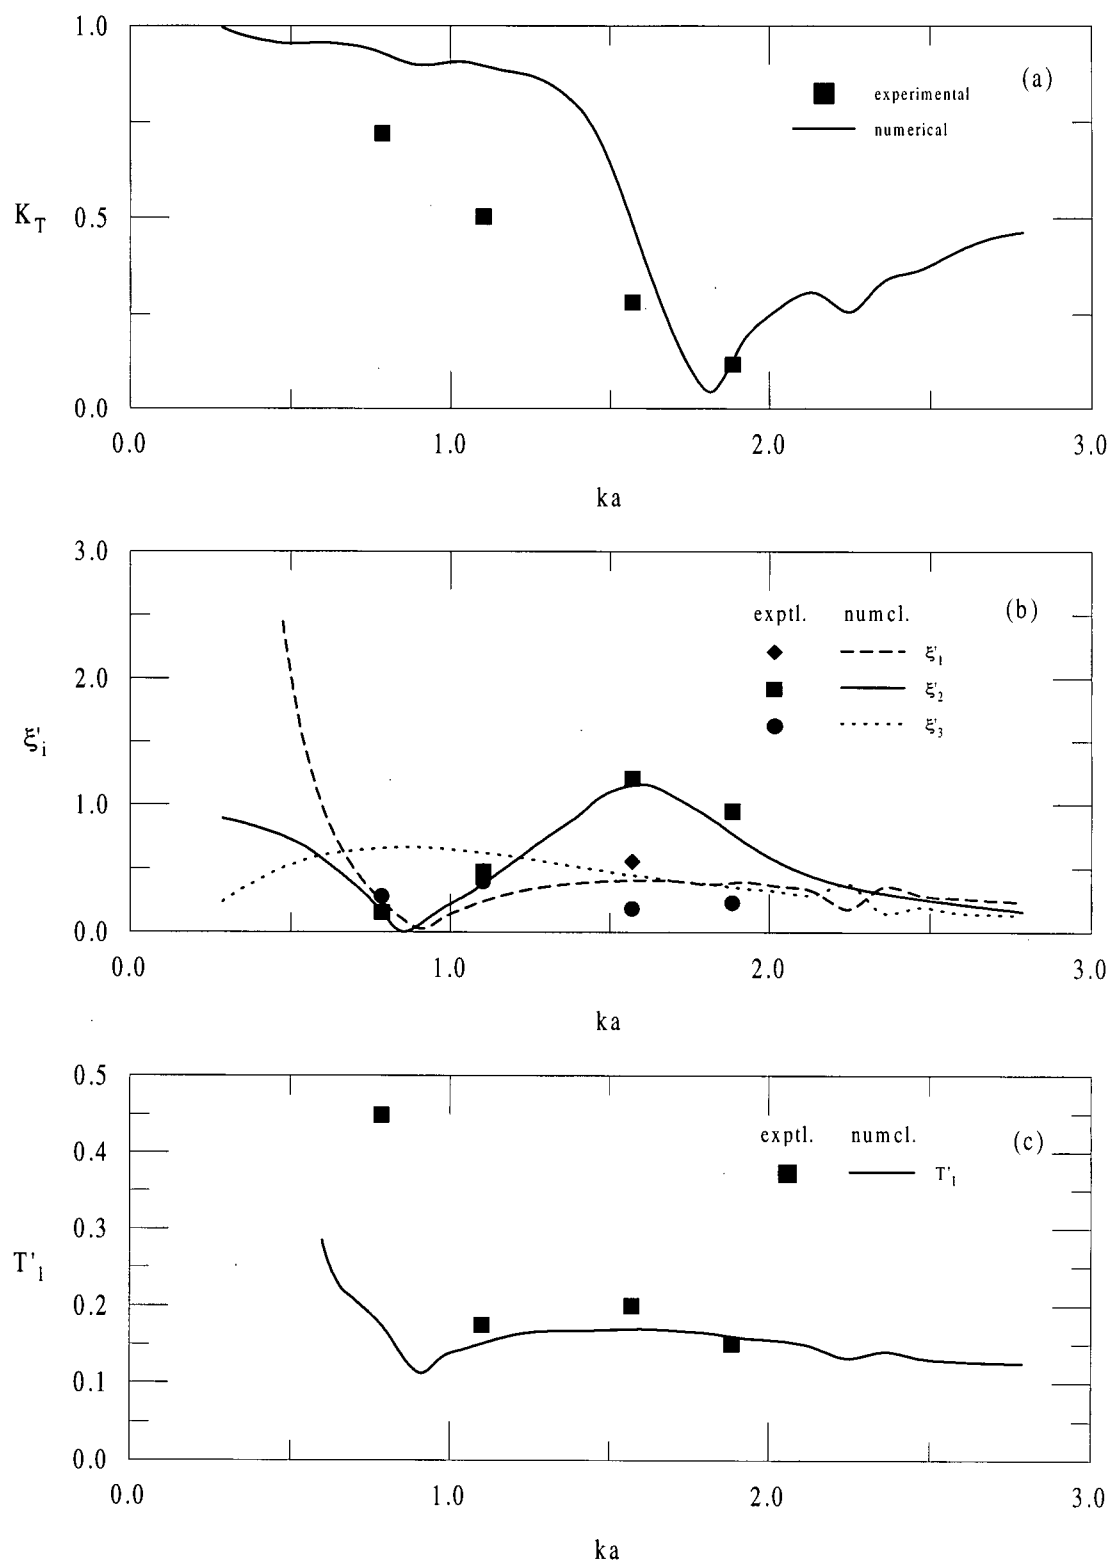 1.0
(a)
experimental
numerical
K_T
0.5
0.0
0.0 1.0 2.0 3.0
ka
3.0
(b)
exptl. numcl.
ξ'_1
2.0
ξ'_2
ξ'_3
ξ'_i
1.0
0.0
0.0 1.0 2.0 3.0
ka
0.5
exptl. numcl. (c)
0.4
T'_1
0.3
T'_1
0.2
0.1
0.0
0.0 1.0 2.0 3.0
ka